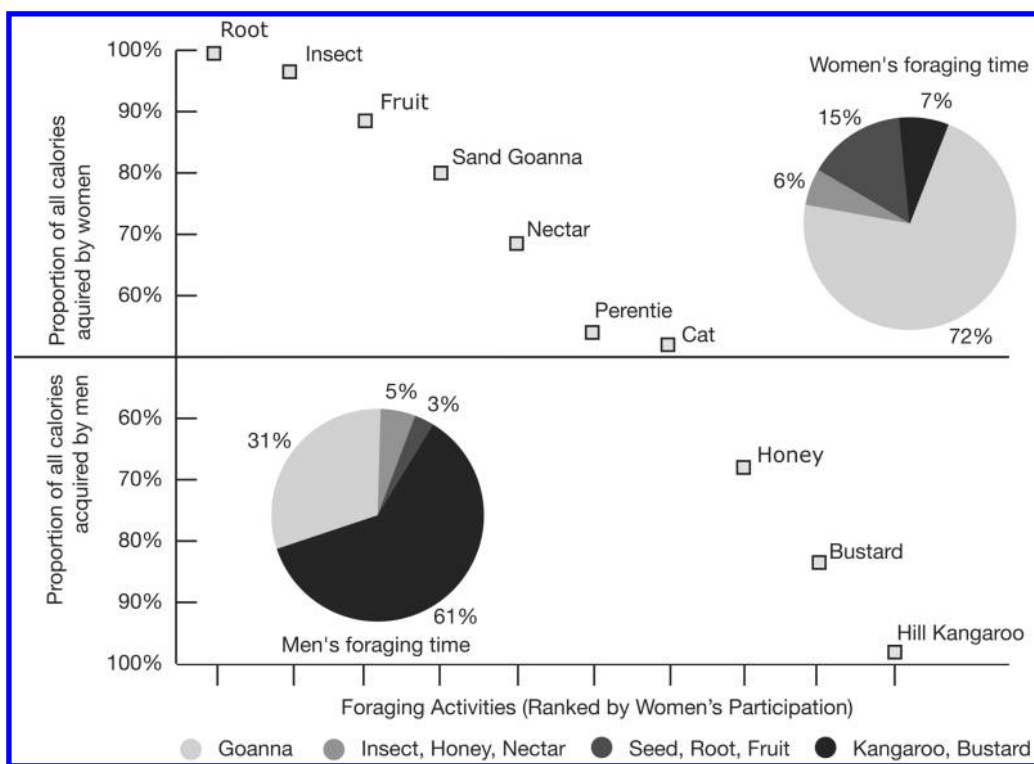 Root
100%
Insect
Women's foraging time
90%
Fruit
7%
15%
80%
Sand Goanna
6%
70%
Nectar
60%
Perentie
Cat
72%
Proportion of all calories
aquired by women
Proportion of all calories
acquired by men
5%
3%
60%
31%
Honey
70%
80%
Bustard
90%
61%
Men's foraging time
Hill Kangaroo
100%
Foraging Activities (Ranked by Women's Participation)
Goanna
Insect, Honey, Nectar
Seed, Root, Fruit
Kangaroo, Bustard